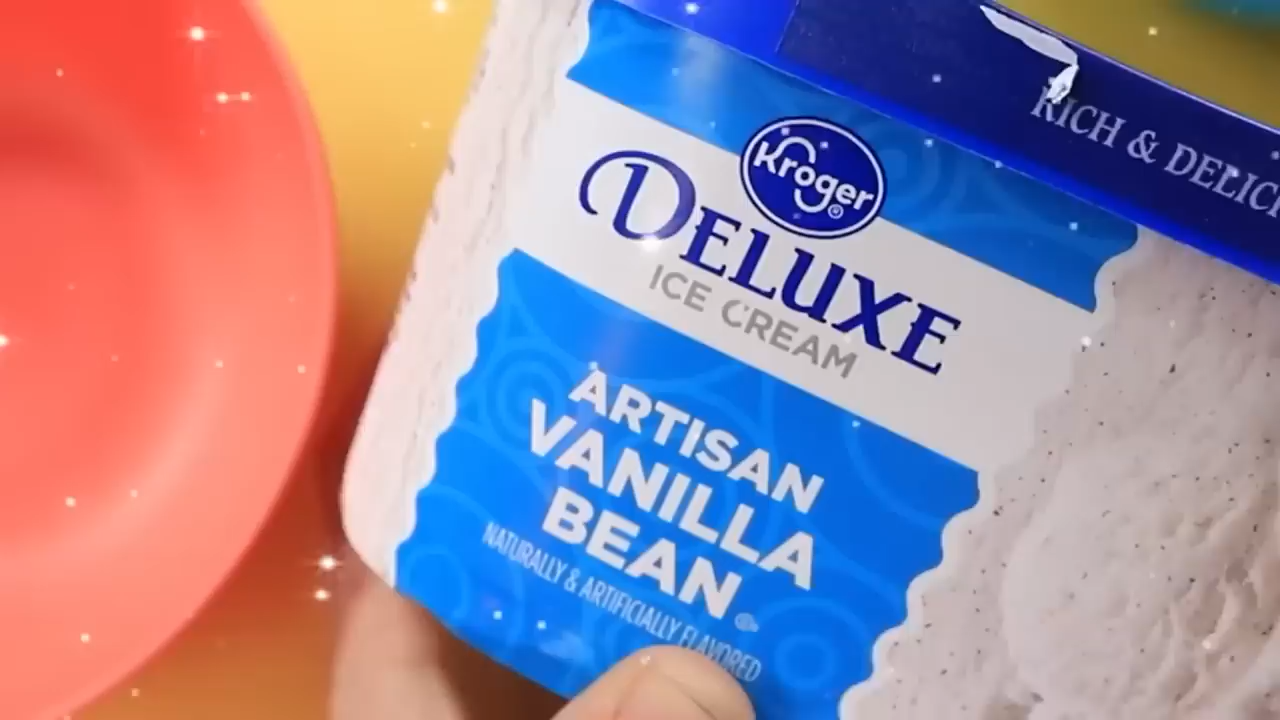 RICH & DELIC
Kroger
DELUXE
ICE CREAM
ARTISAN
VANILLA
BEAN
NATURALLY & ARTIFICIALLY FLAVORED